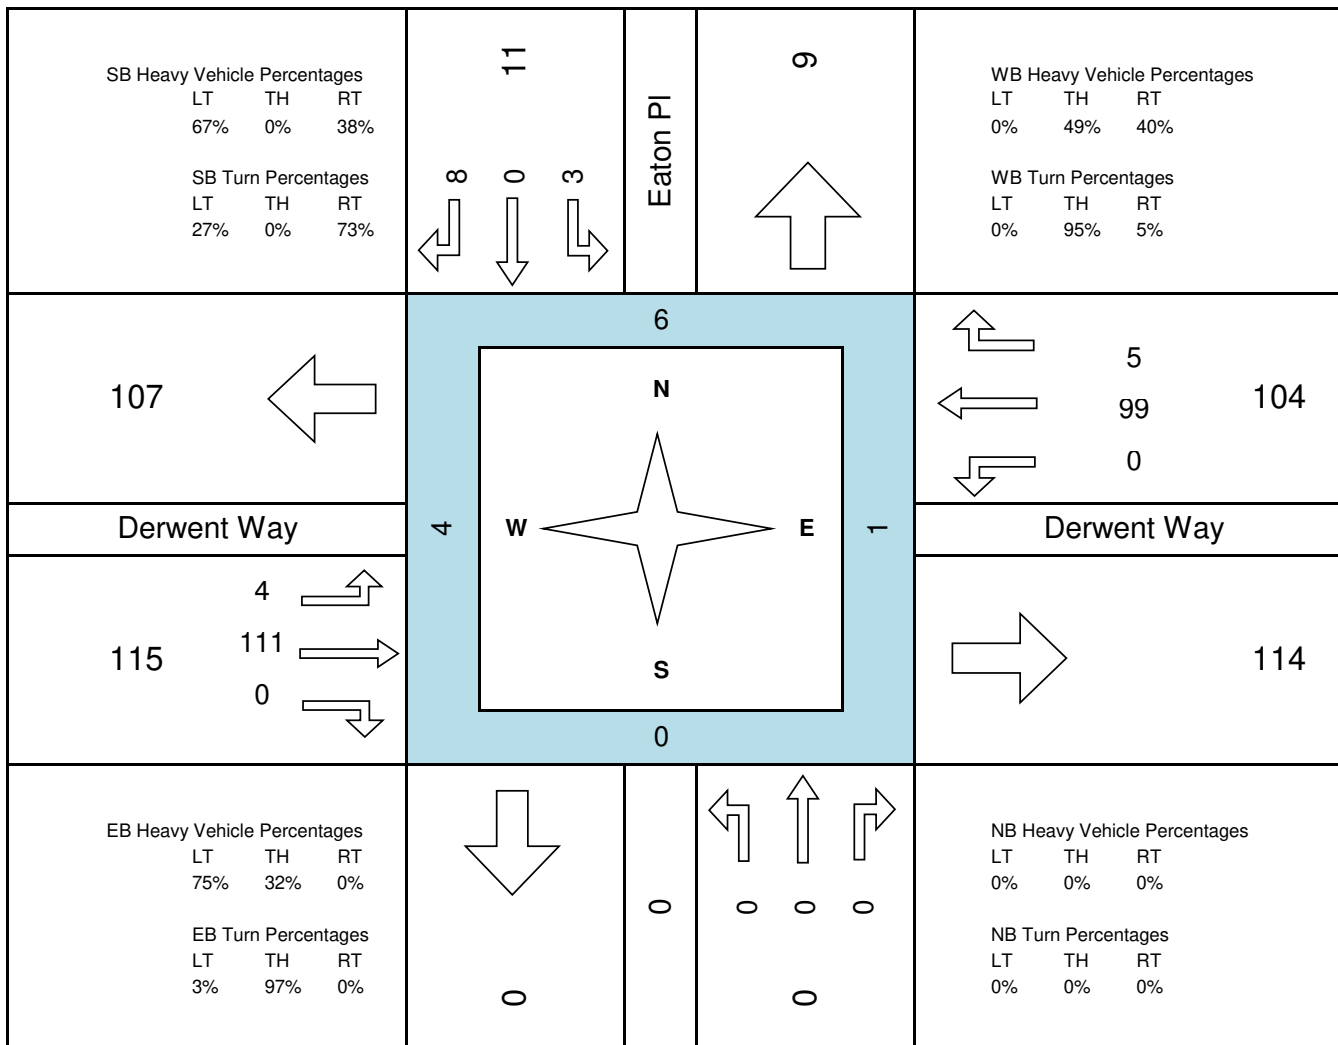 SB Heavy Vehicle Percentages
LT TH RT
67% 0% 38%
SB Turn Percentages
LT TH RT
27% 0% 73%
11
8 0 3
Eaton Pl
9
WB Heavy Vehicle Percentages
LT TH RT
0% 49% 40%
WB Turn Percentages
LT TH RT
0% 95% 5%
107
6
N
W E
S
4
1
0
5
99
0
104
Derwent Way
Derwent Way
4
111
0
115
114
EB Heavy Vehicle Percentages
LT TH RT
75% 32% 0%
EB Turn Percentages
LT TH RT
3% 97% 0%
0
0
0 0 0
0
NB Heavy Vehicle Percentages
LT TH RT
0% 0% 0%
NB Turn Percentages
LT TH RT
0% 0% 0%